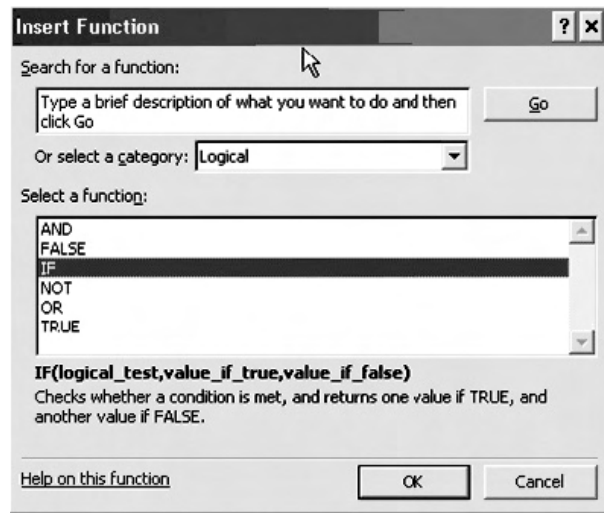 Insert Function
Search for a function:
Type a brief description of what you want to do and then
click Go
Go
Or select a category: Logical
Select a function:
AND
FALSE
IF
NOT
OR
TRUE
IF(logical_test,value_if_true,value_if_false)
Checks whether a condition is met, and returns one value if TRUE, and
another value if FALSE.
Help on this function
OK
Cancel